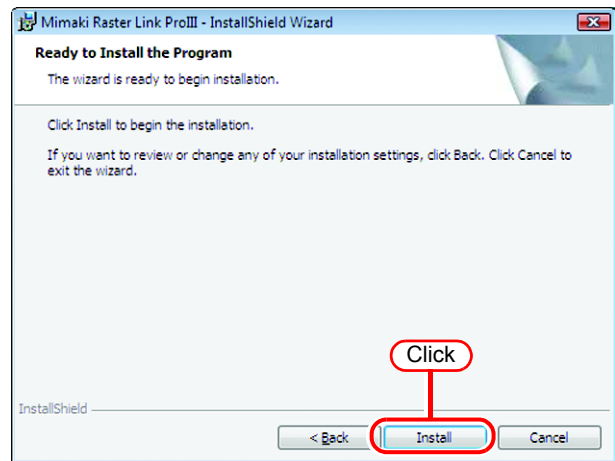 Mimaki Raster Link ProIII - InstallShield Wizard
Ready to Install the Program
The wizard is ready to begin installation.
Click Install to begin the installation.
If you want to review or change any of your installation settings, click Back. Click Cancel to
exit the wizard.
Click
InstallShield
< Back Install Cancel